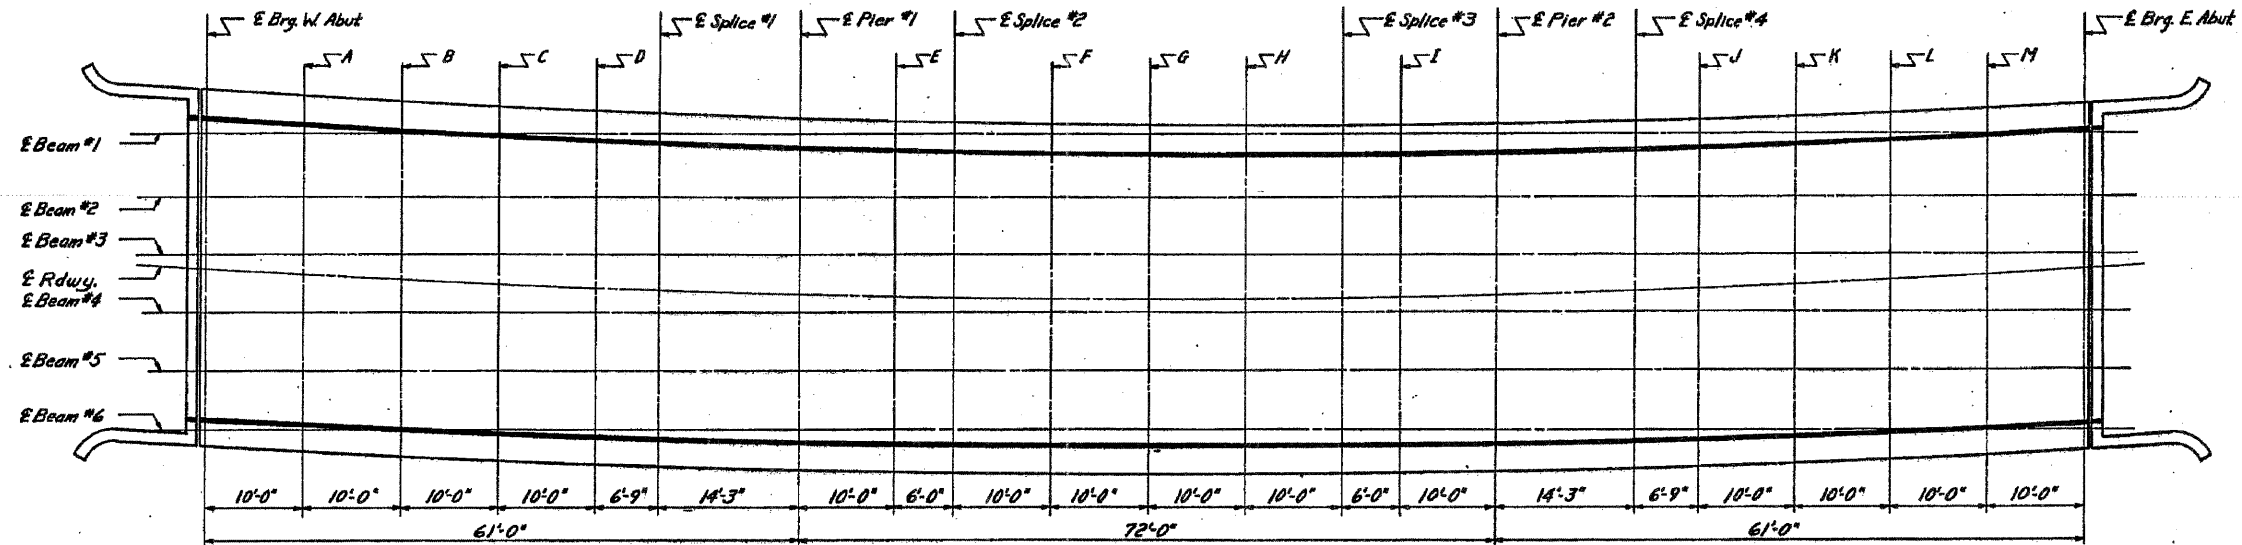 ℄ Brg. W. Abut
℄ Splice #1
℄ Pier #1
℄ Splice #2
℄ Splice #3
℄ Pier #2
℄ Splice #4
℄ Brg. E. Abut
A
B
C
D
E
F
G
H
I
J
K
L
M
℄ Beam #1
℄ Beam #2
℄ Beam #3
℄ Rdwy.
℄ Beam #4
℄ Beam #5
℄ Beam #6
10'-0" 10'-0" 10'-0" 10'-0" 6'-9" 14'-3" 10'-0" 6'-0" 10'-0" 10'-0" 10'-0" 10'-0" 6'-0" 10'-0" 14'-3" 6'-9" 10'-0" 10'-0" 10'-0" 10'-0"
61'-0" 72'-0" 61'-0"